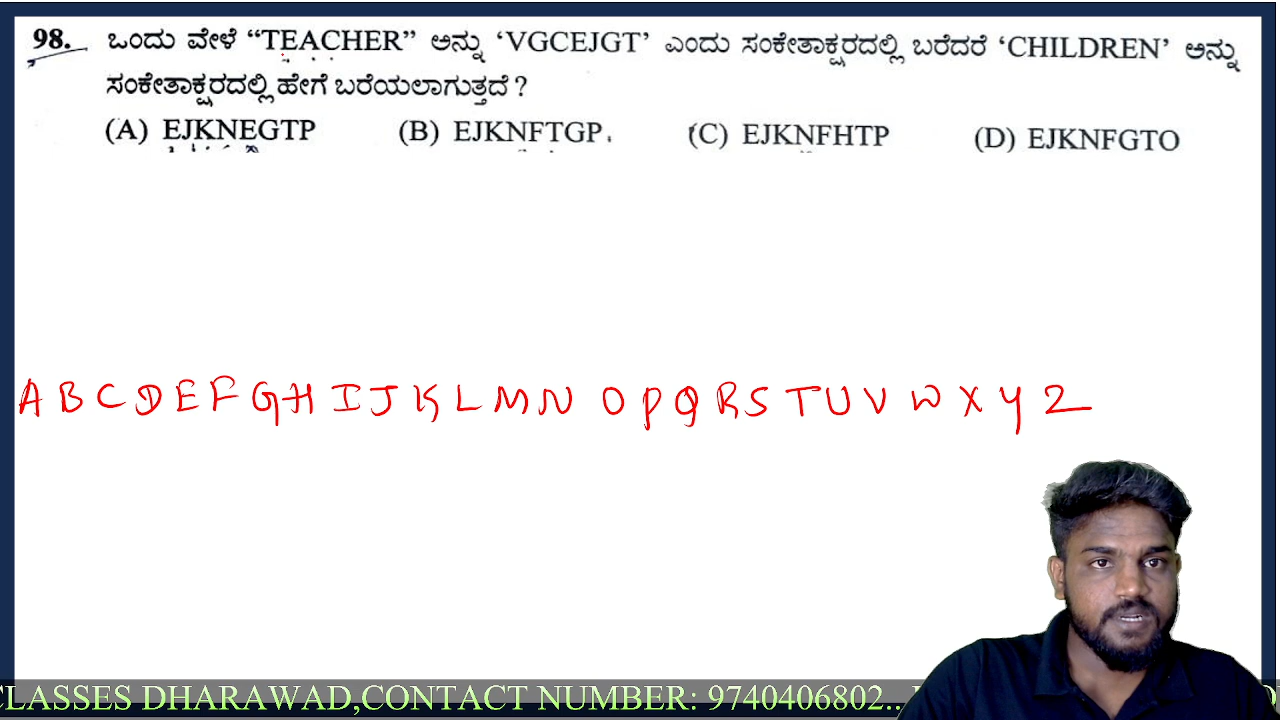 98. ಒಂದು ವೇಳೆ “TEACHER” ಅನ್ನು ‘VGCEJGT’ ಎಂದು ಸಂಕೇತಾಕ್ಷರದಲ್ಲಿ ಬರೆದರೆ ‘CHILDREN’ ಅನ್ನು
ಸಂಕೇತಾಕ್ಷರದಲ್ಲಿ ಹೇಗೆ ಬರೆಯಲಾಗುತ್ತದೆ ?
(A) EJKNEGTP (B) EJKNFTGP. (C) EJKNFHTP (D) EJKNFGTO
A B C D E F G H I J K L M N O P Q R S T U V W X Y Z
CLASSES DHARAWAD,CONTACT NUMBER: 9740406802..